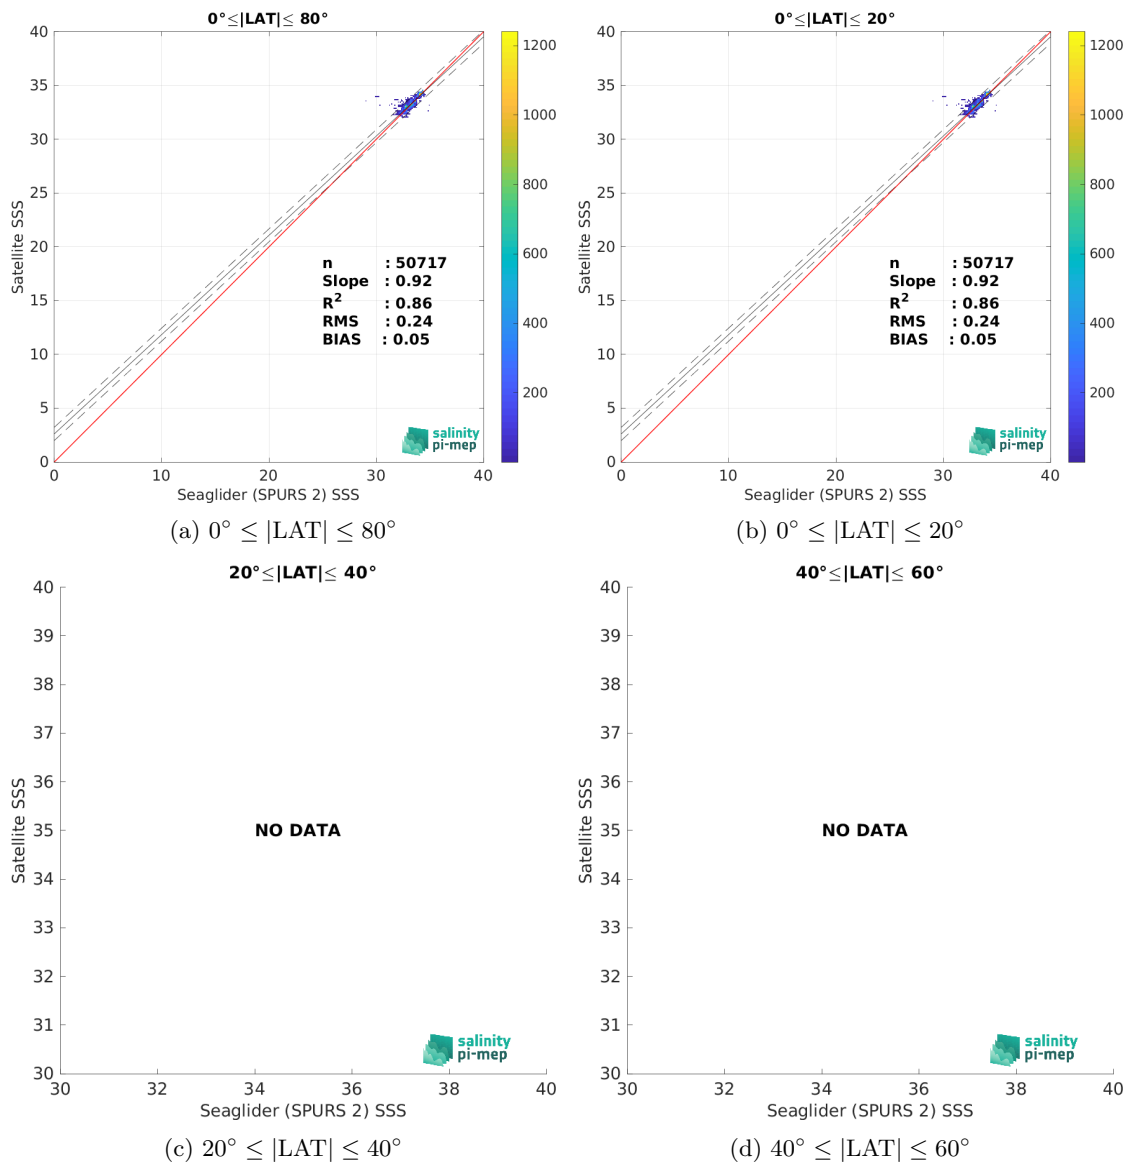 0°≤|LAT|≤ 80°
40
35
30
25
20
15
10
5
0
Satellite SSS
n : 50717
Slope : 0.92
R² : 0.86
RMS : 0.24
BIAS : 0.05
salinity
pi-mep
0 10 20 30 40
Seaglider (SPURS 2) SSS
1200
1000
800
600
400
200
(a) 0° ≤ |LAT| ≤ 80°
0°≤|LAT|≤ 20°
40
35
30
25
20
15
10
5
0
Satellite SSS
n : 50717
Slope : 0.92
R² : 0.86
RMS : 0.24
BIAS : 0.05
salinity
pi-mep
0 10 20 30 40
Seaglider (SPURS 2) SSS
1200
1000
800
600
400
200
(b) 0° ≤ |LAT| ≤ 20°
20°≤|LAT|≤ 40°
40
39
38
37
36
35
34
33
32
31
30
Satellite SSS
NO DATA
salinity
pi-mep
30 32 34 36 38 40
Seaglider (SPURS 2) SSS
(c) 20° ≤ |LAT| ≤ 40°
40°≤|LAT|≤ 60°
40
39
38
37
36
35
34
33
32
31
30
Satellite SSS
NO DATA
salinity
pi-mep
30 32 34 36 38 40
Seaglider (SPURS 2) SSS
(d) 40° ≤ |LAT| ≤ 60°